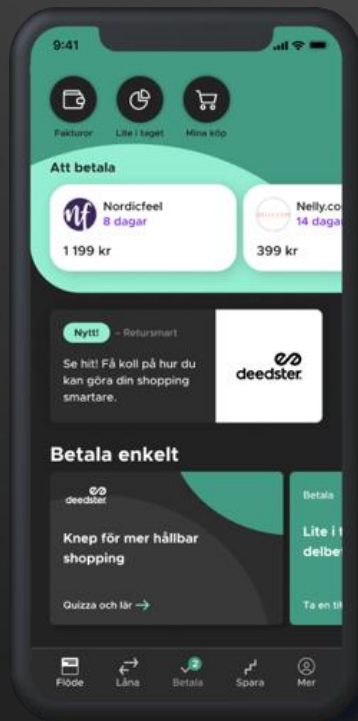 9:41
Fakturor
Lite i taget
Mina köp
Att betala
nf
Nordicfeel
8 dagar
1 199 kr
Nelly.co
14 daga
399 kr
Nytt! – Retursmart
Se hit! Få koll på hur du
kan göra din shopping
smartare.
deedster
Betala enkelt
deedster
Knep för mer hållbar
shopping
Quizza och lär →
Betala
Lite i t
delbe
Ta en tit
Flöde
Låna
2
Betala
Spara
Mer